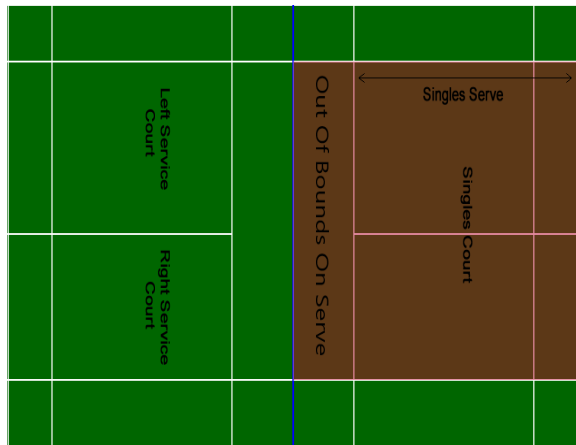 Left Service
Court
Right Service
Court
Out Of Bounds On Serve
Singles Serve
Singles Court